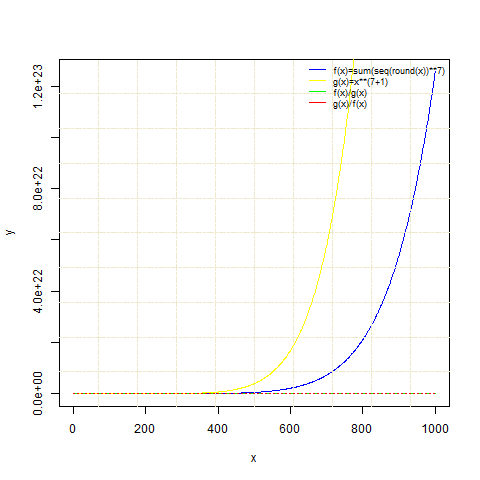 f(x)=sum(seq(round(x))**7)
g(x)=x**(7+1)
f(x)/g(x)
g(x)/f(x)
1.2e+23
8.0e+22
4.0e+22
0.0e+00
y
0 200 400 600 800 1000
x